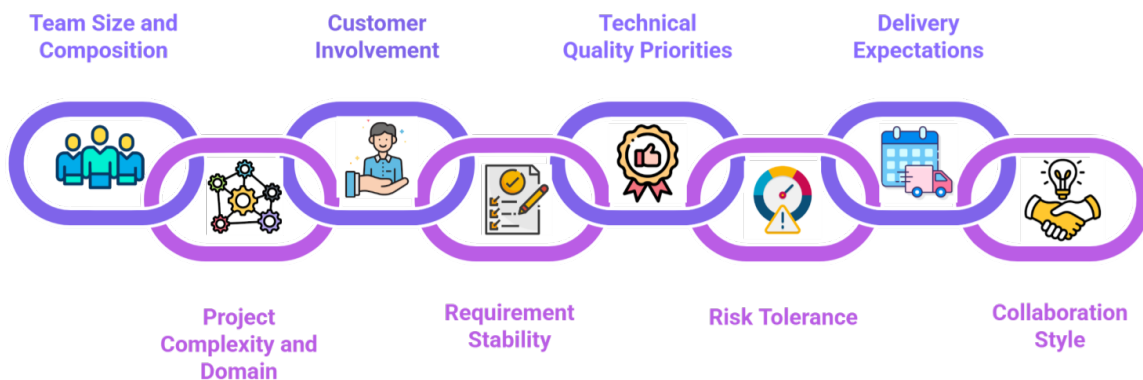 Team Size and
Composition
Customer
Involvement
Technical
Quality Priorities
Delivery
Expectations
Project
Complexity and
Domain
Requirement
Stability
Risk Tolerance
Collaboration
Style